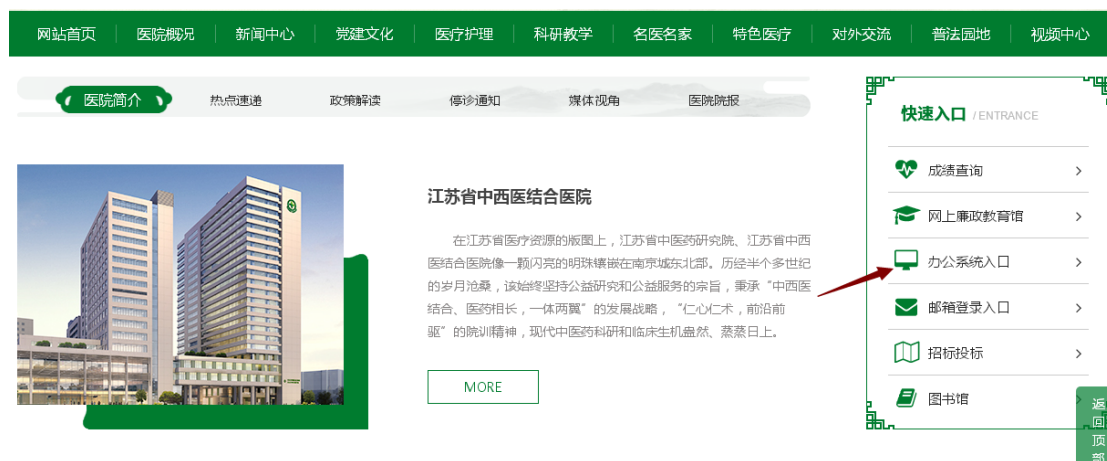 网站首页 医院概况 新闻中心 党建文化 医疗护理 科研教学 名医名家 特色医疗 对外交流 普法园地 视频中心
医院简介 热点速递 政策解读 停诊通知 媒体视角 医院院报
江苏省中西医结合医院
在江苏省医疗资源的版图上，江苏省中医药研究院、江苏省中西
医结合医院像一颗闪亮的明珠镶嵌在南京城东北部。历经半个多世纪
的岁月沧桑，该始终坚持公益研究和公益服务的宗旨，秉承“中西医
结合、医药相长，一体两翼”的发展战略，“仁心仁术，前沿前
驱”的院训精神，现代中医药科研和临床生机盎然、蒸蒸日上。
MORE
快速入口 / ENTRANCE
成绩查询
网上廉政教育馆
办公系统入口
邮箱登录入口
招标投标
图书馆
返回顶部